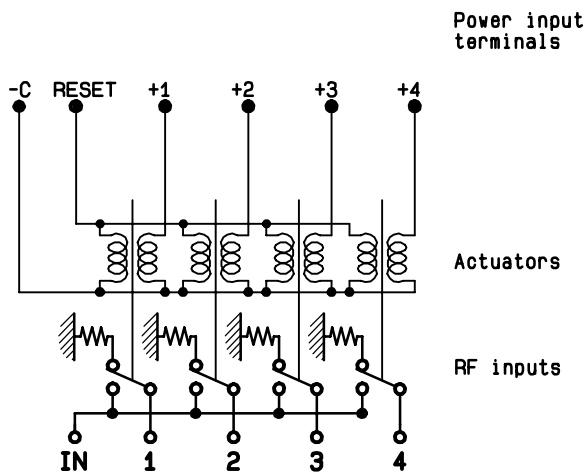 Power input
terminals
-C RESET +1 +2 +3 +4
Actuators
RF inputs
IN 1 2 3 4